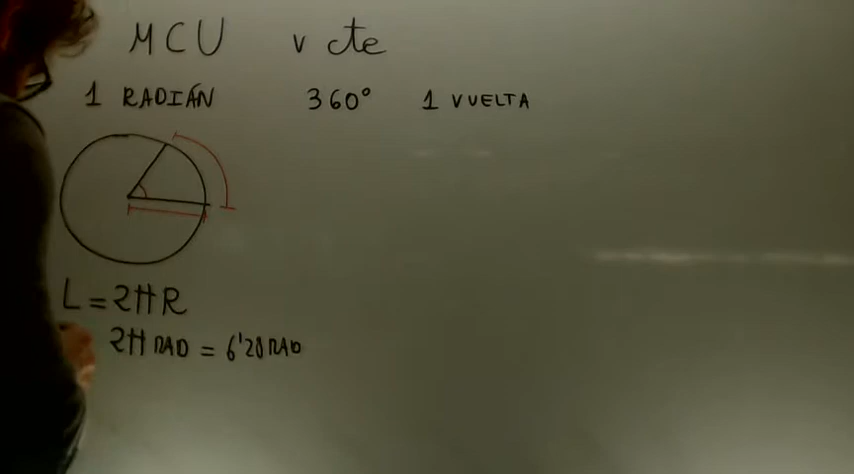 MCU v cte
1 RADIÁN 360° 1 VUELTA
L = 2πR
2π RAD = 6'28 RAD